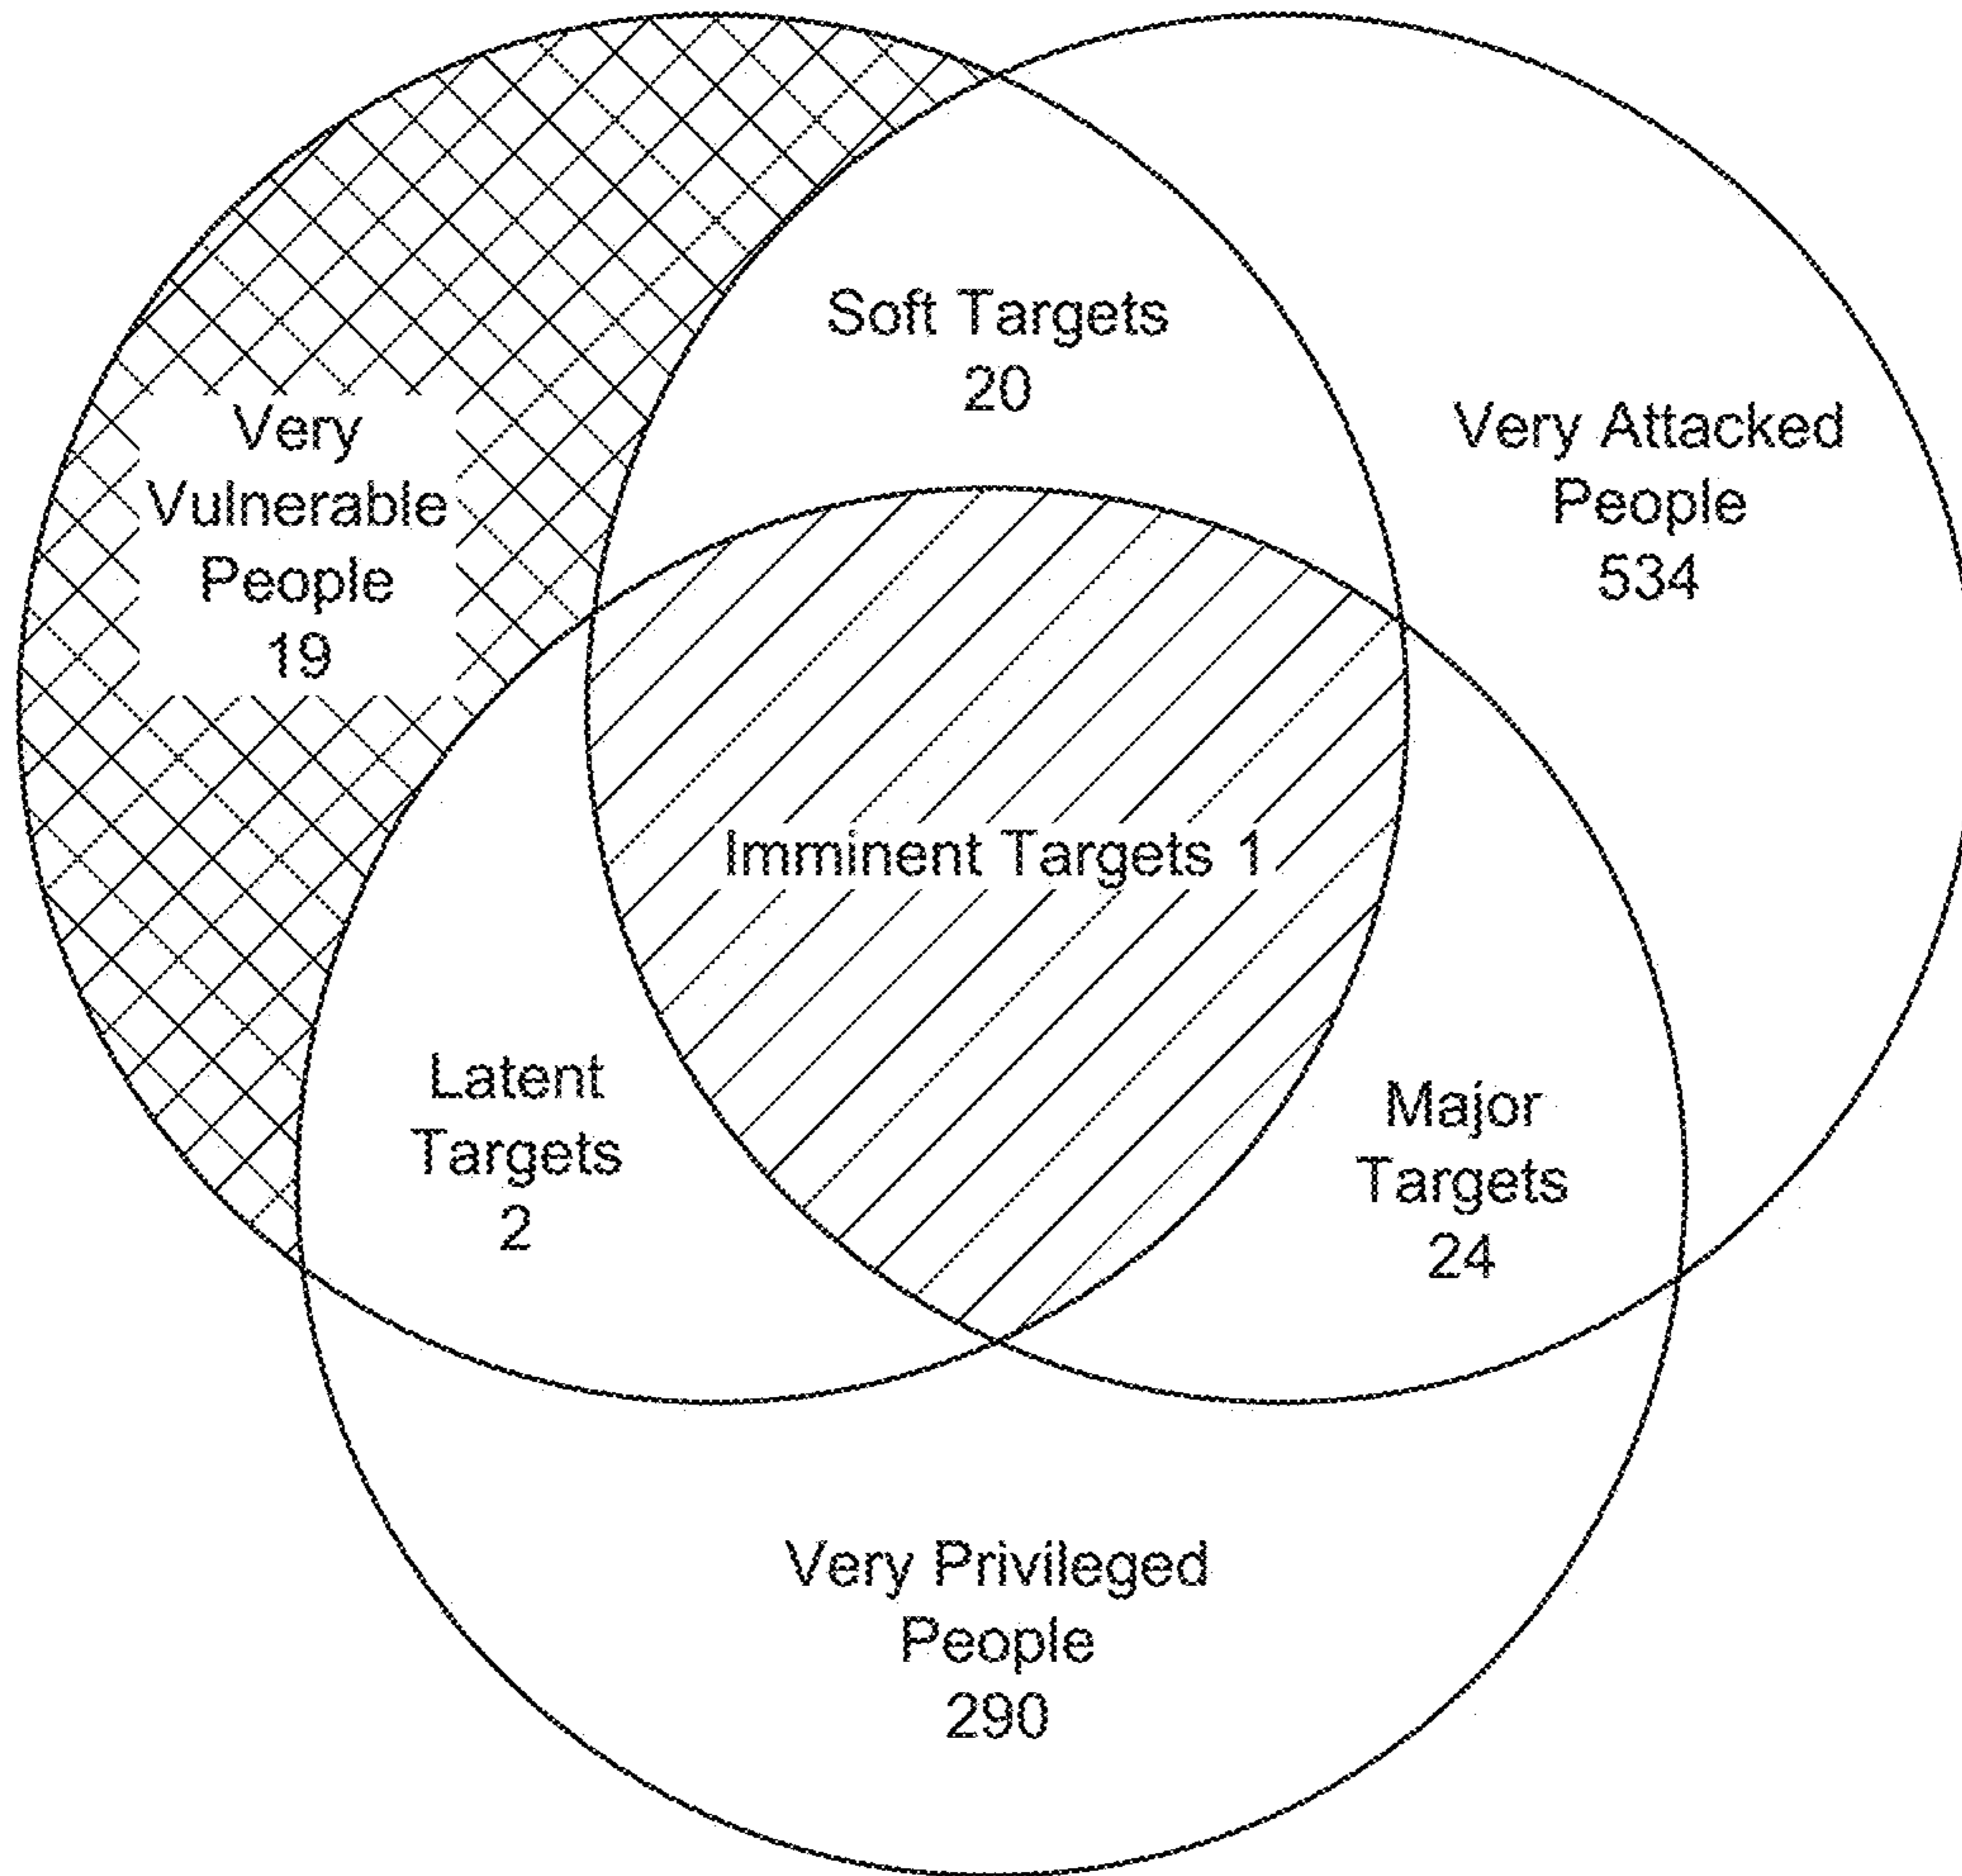 Soft Targets
20
Very Attacked
People
534
Very
Vulnerable
People
19
Imminent Targets 1
Latent
Targets
2
Major
Targets
24
Very Privileged
People
290